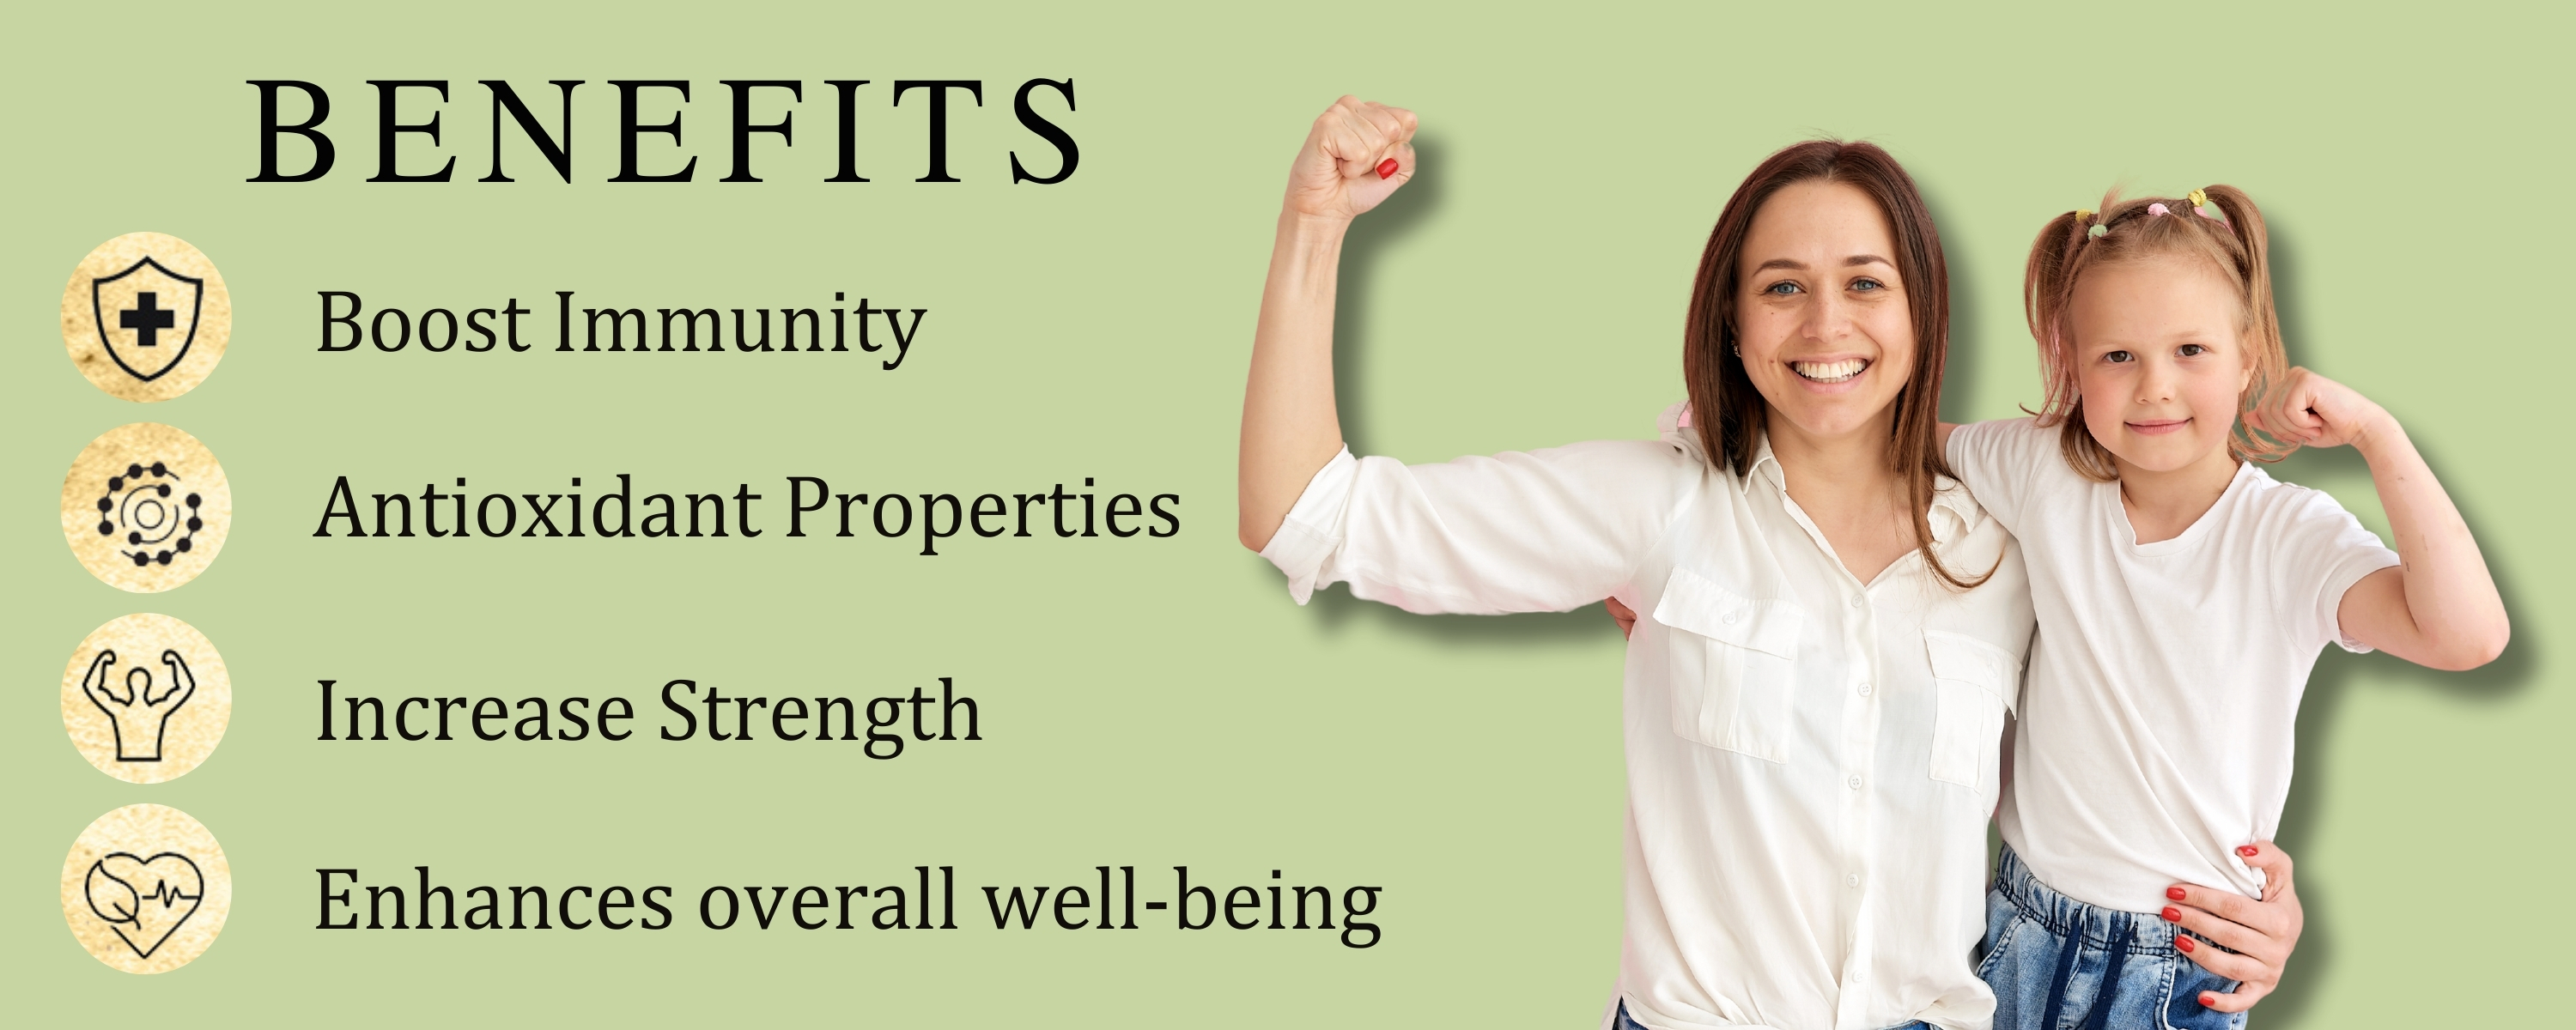 BENEFITS
Boost Immunity
Antioxidant Properties
Increase Strength
Enhances overall well-being